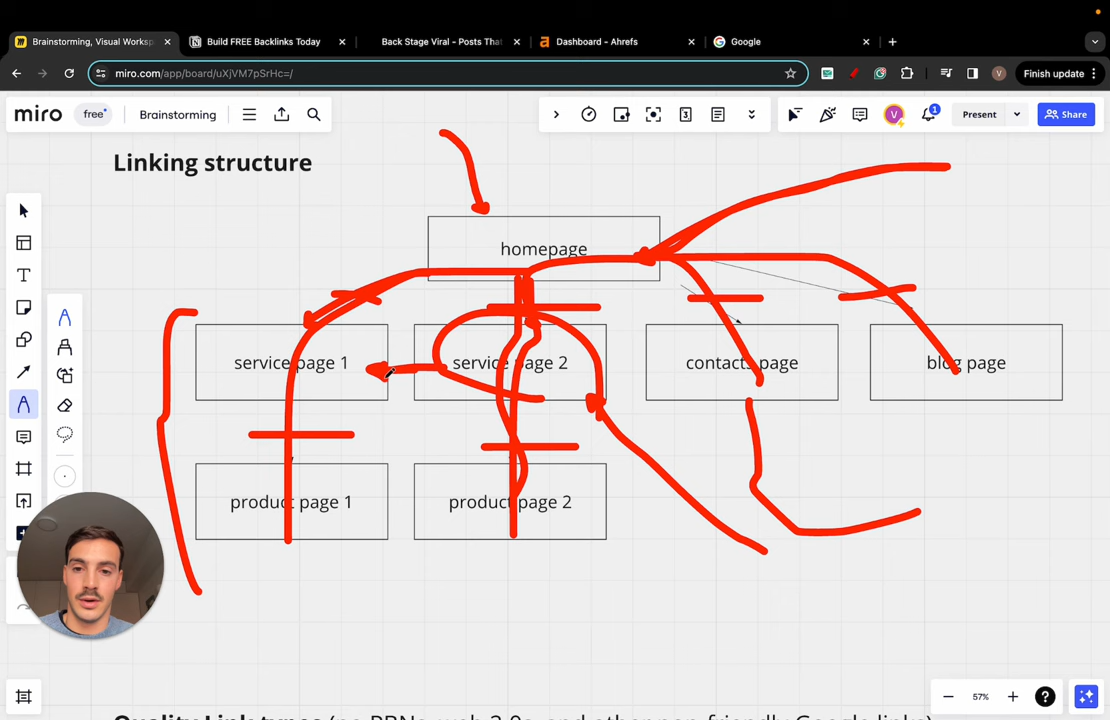 Brainstorming, Visual Worksp
Build FREE Backlinks Today
Back Stage Viral - Posts That
Dashboard - Ahrefs
Google
miro.com/app/board/uXjVM7pSrHc=/
V
Finish update
miro
free
Brainstorming
3
V
1
Present
Share
Linking structure
homepage
service page 1
service page 2
contacts page
blog page
product page 1
product page 2
57%